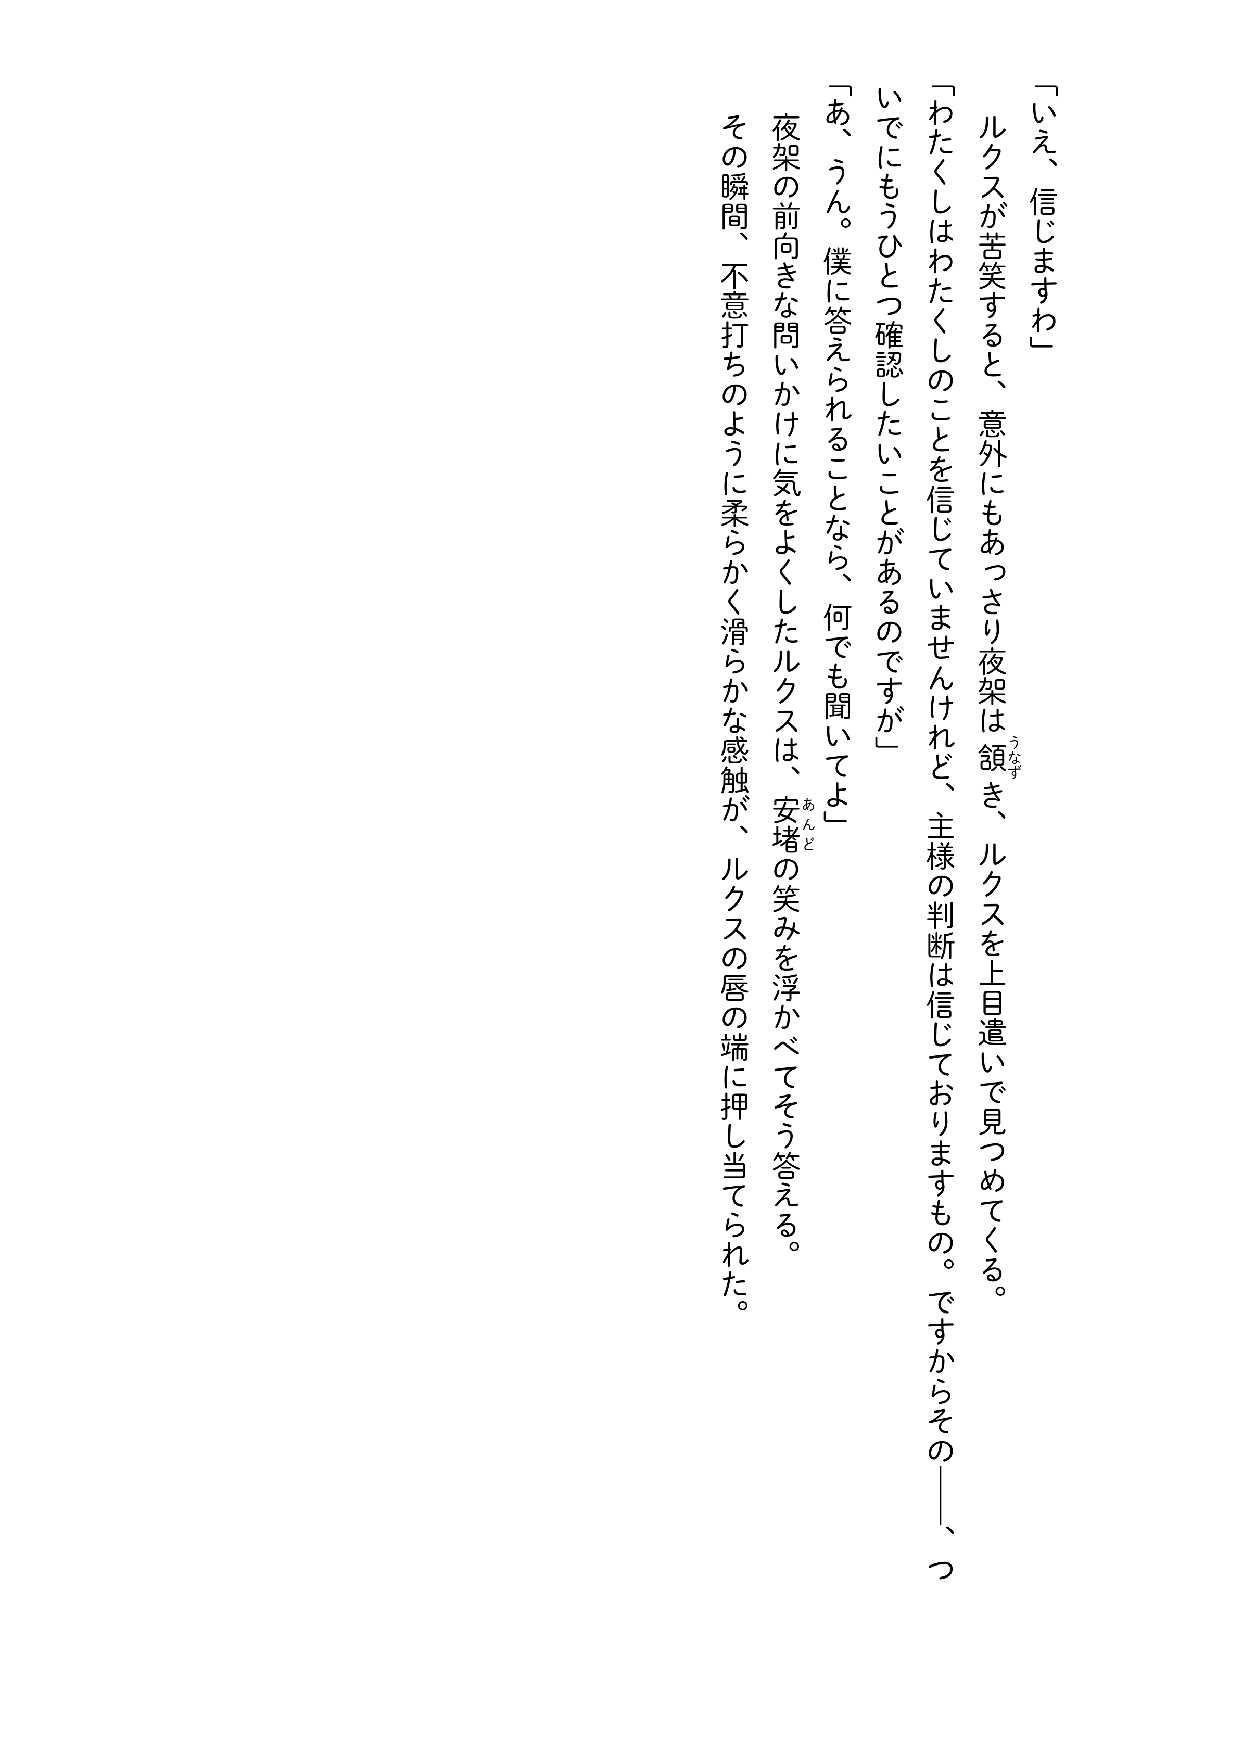 「いえ、信じますわ」
ルクスが苦笑すると、意外にもあっさり夜架は頷き、ルクスを上目遣いで見つめてくる。
うなず
「わたくしはわたくしのことを信じていませんけれど、主様の判断は信じておりますもの。ですからその――、つ
いでにもうひとつ確認したいことがあるのですが」
「あ、うん。僕に答えられることなら、何でも聞いてよ」
夜架の前向きな問いかけに気をよくしたルクスは、安堵の笑みを浮かべてそう答える。
あんど
その瞬間、不意打ちのように柔らかく滑らかな感触が、ルクスの唇の端に押し当てられた。